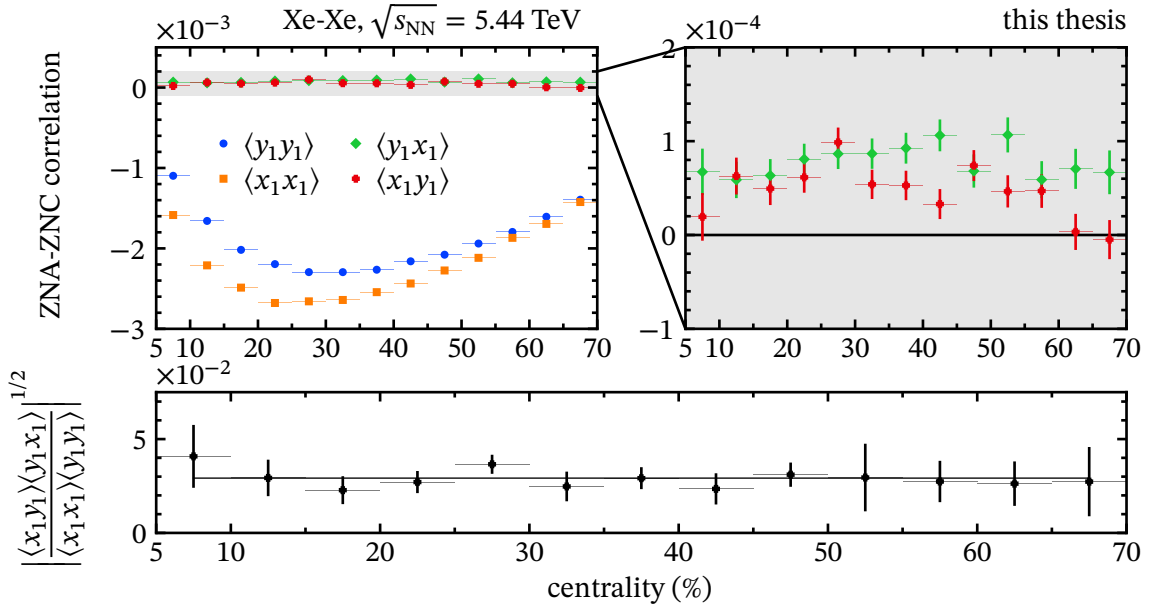 Xe-Xe, √s_NN = 5.44 TeV
this thesis
×10⁻³
×10⁻⁴
ZNA-ZNC correlation
0
−1
−2
−3
⟨y₁y₁⟩
⟨y₁x₁⟩
⟨x₁x₁⟩
⟨x₁y₁⟩
5 10 20 30 40 50 60 70
2
1
0
−1
5 10 20 30 40 50 60 70
×10⁻²
|⟨x₁y₁⟩⟨y₁x₁⟩ / ⟨x₁x₁⟩⟨y₁y₁⟩|^1/2
5
0
5 10 20 30 40 50 60 70
centrality (%)